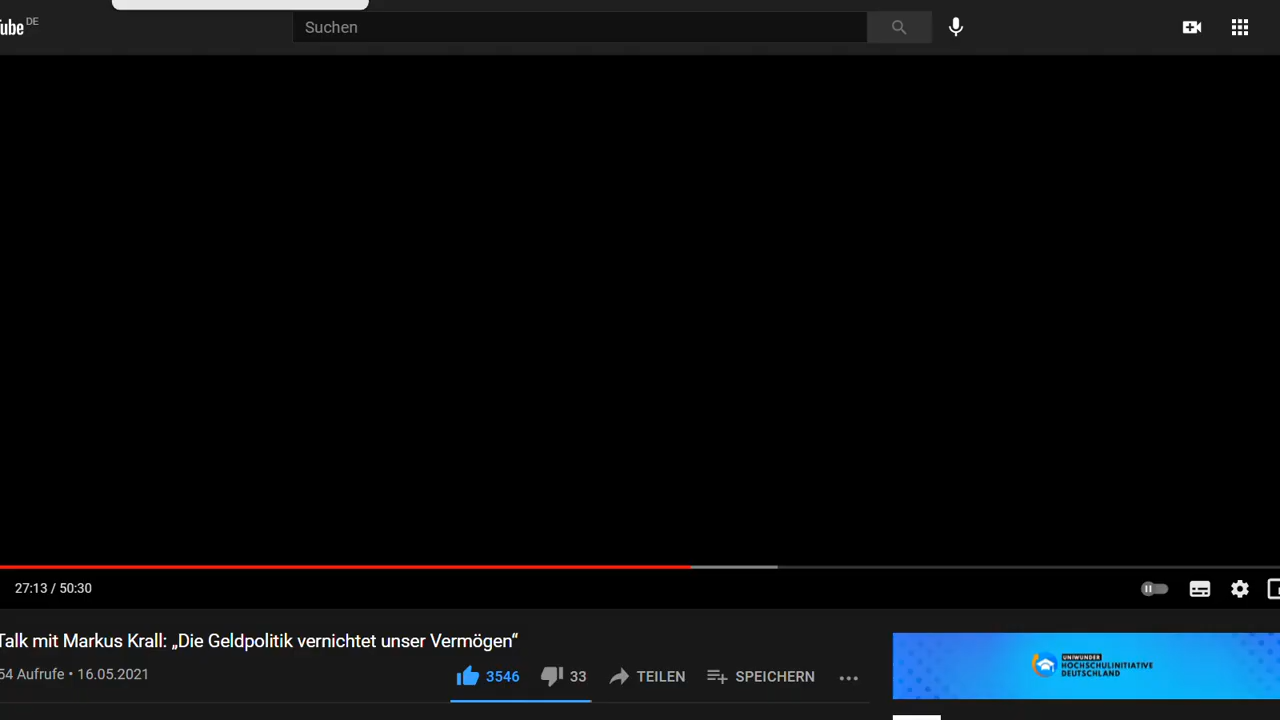 Tube DE
Suchen
27:13 / 50:30
Talk mit Markus Krall: „Die Geldpolitik vernichtet unser Vermögen“
54 Aufrufe • 16.05.2021
3546
33
TEILEN
SPEICHERN
UNIWUNDER
HOCHSCHULINITIATIVE
DEUTSCHLAND